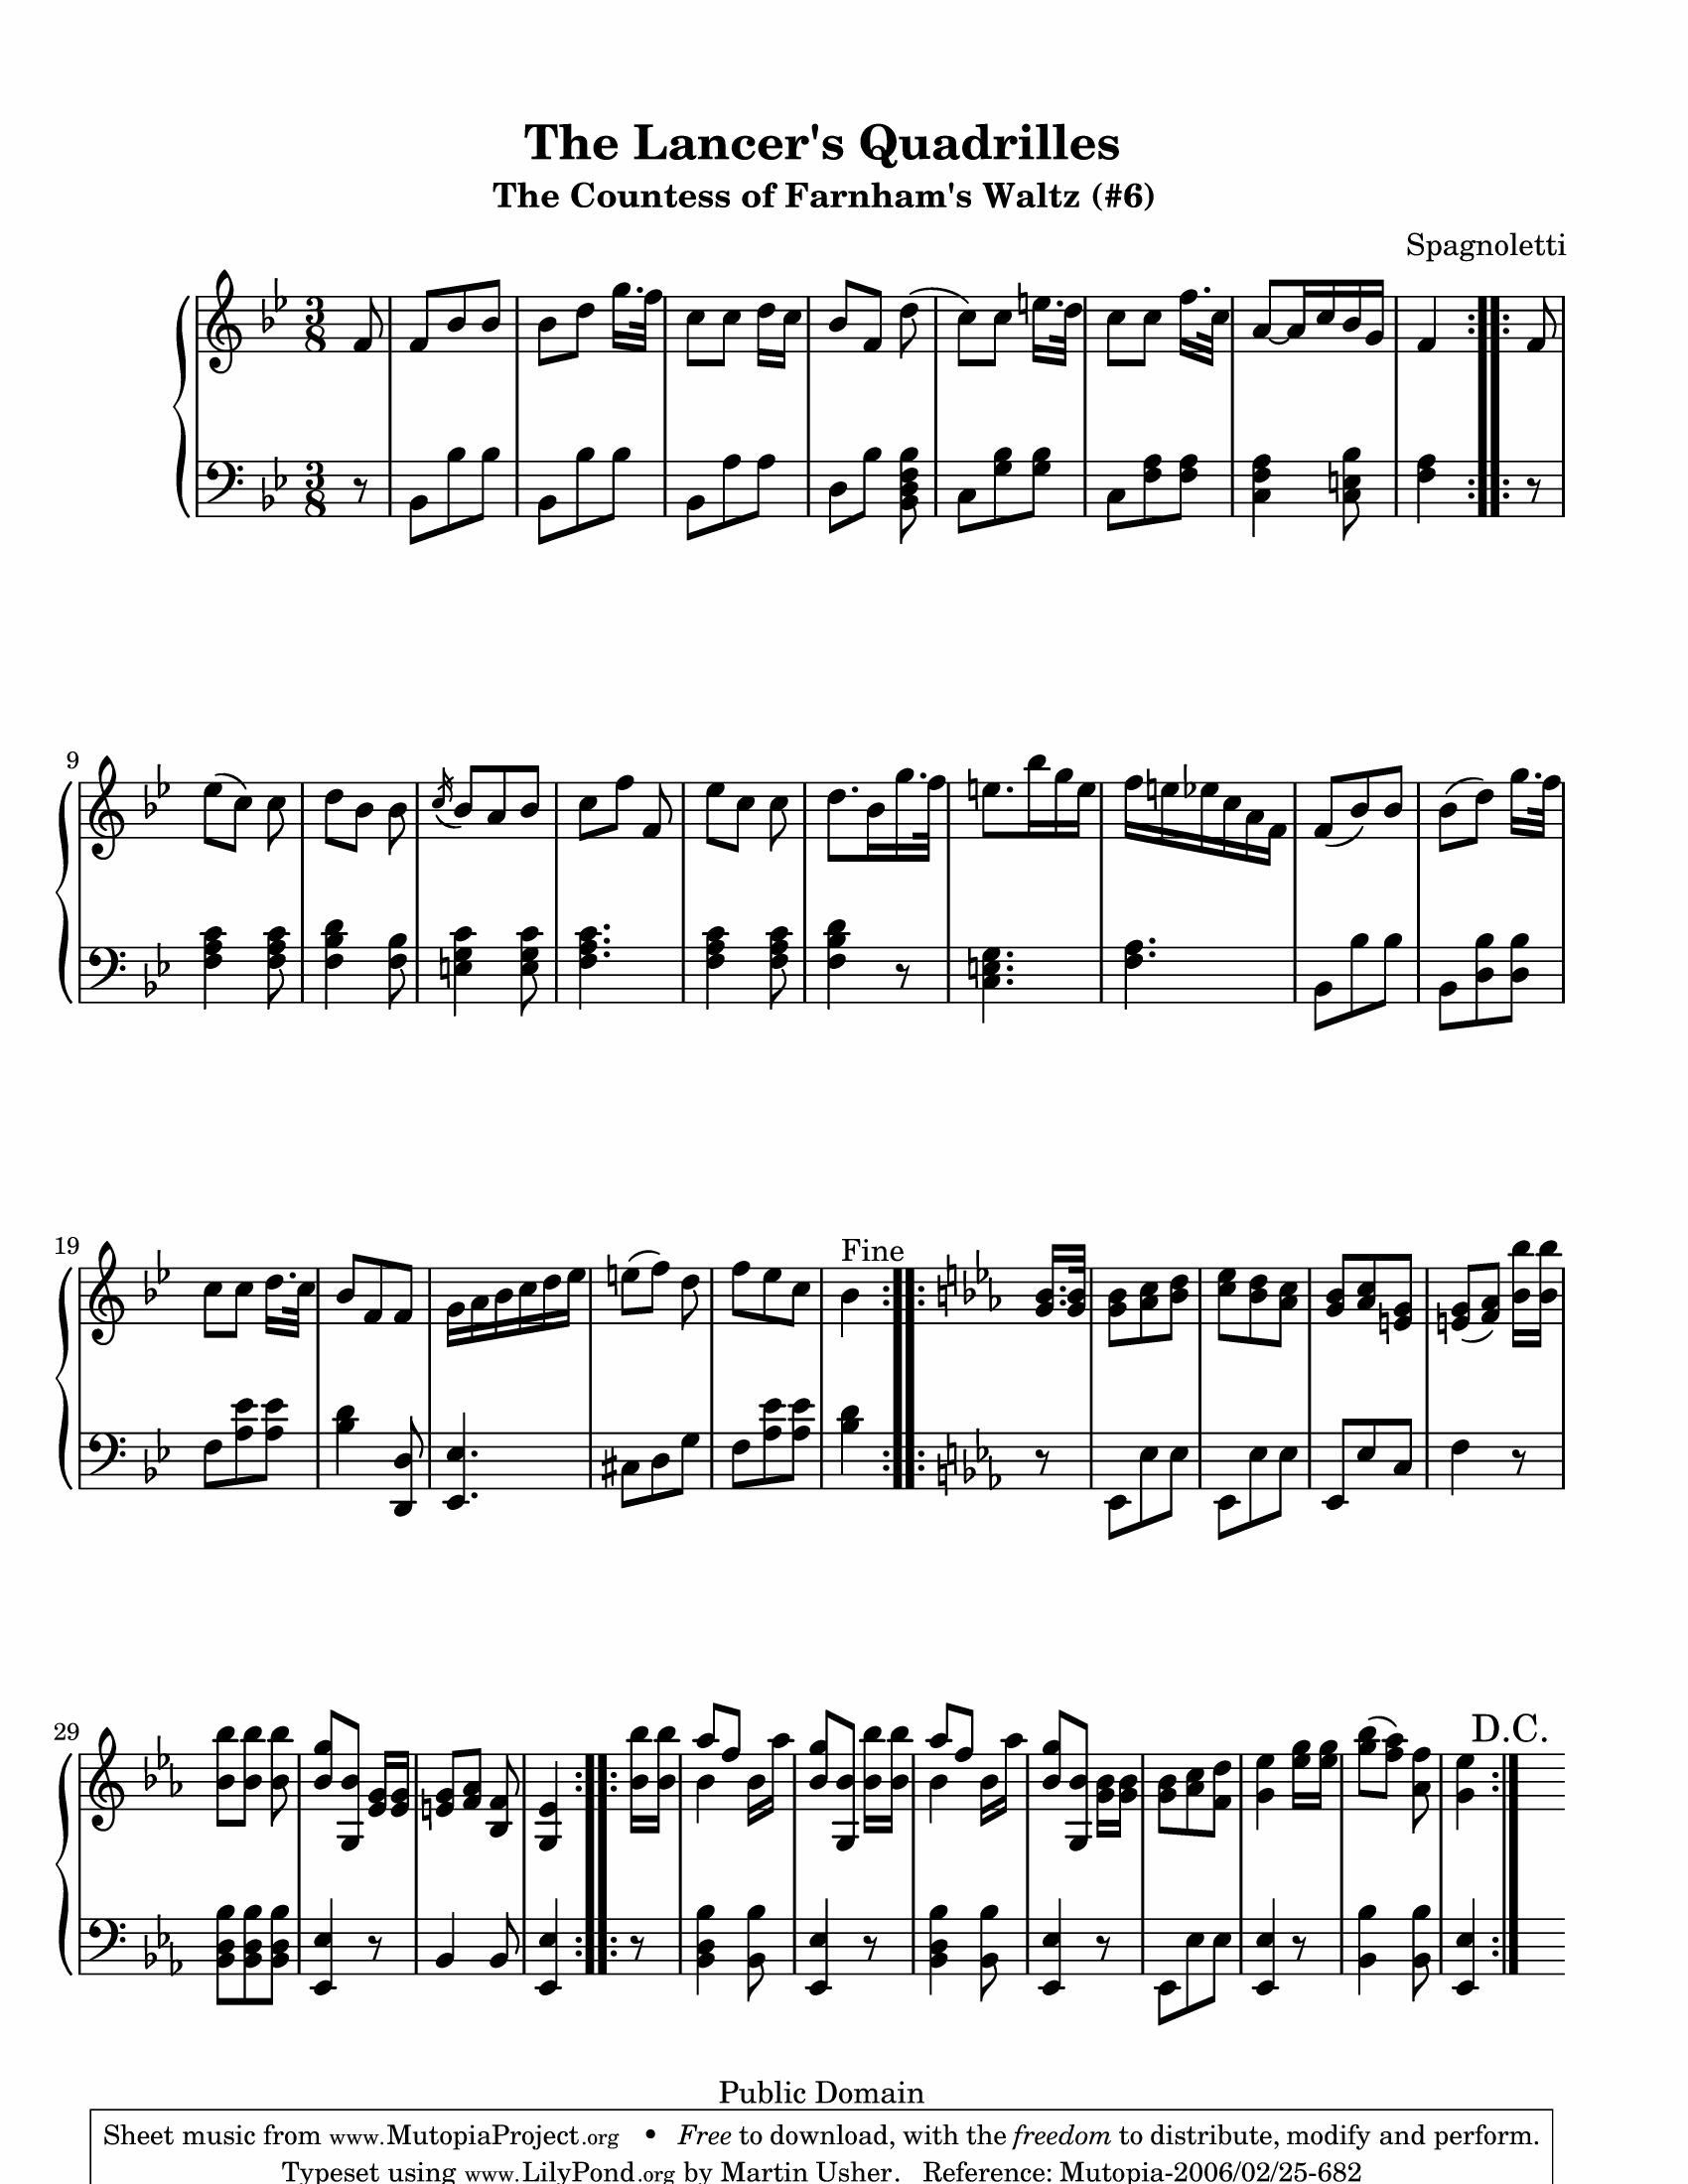 The Lancer's Quadrilles
The Countess of Farnham's Waltz (#6)
Spagnoletti
3
8
3
8
9
19
Fine
29
D.C.
Public Domain
Sheet music from www.MutopiaProject.org • Free to download, with the freedom to distribute, modify and perform.
Typeset using www.LilyPond.org by Martin Usher. Reference: Mutopia-2006/02/25-682